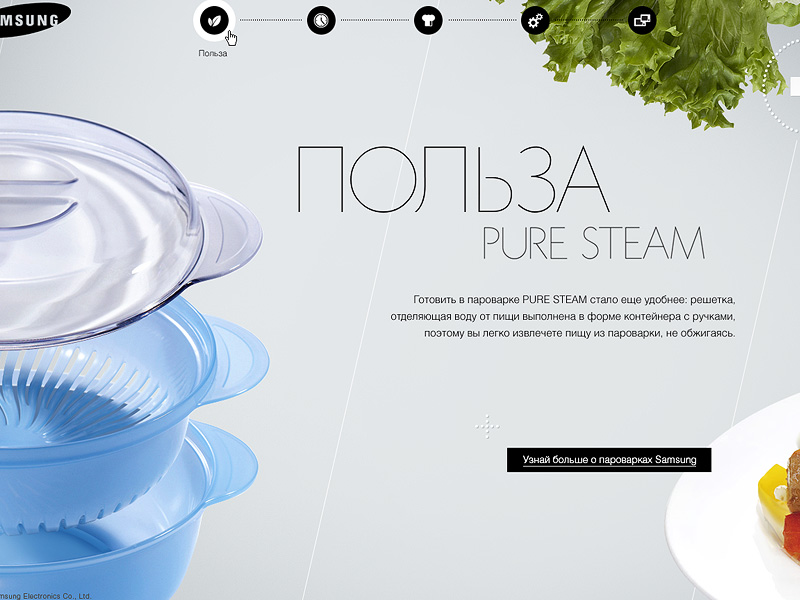 MSUNG
Польза
ПОЛЬЗА
PURE STEAM
Готовить в пароварке PURE STEAM стало еще удобнее: решетка,
отделяющая воду от пищи выполнена в форме контейнера с ручками,
поэтому вы легко извлечете пищу из пароварки, не обжигаясь.
Узнай больше о пароварках Samsung
msung Electronics Co., Ltd.